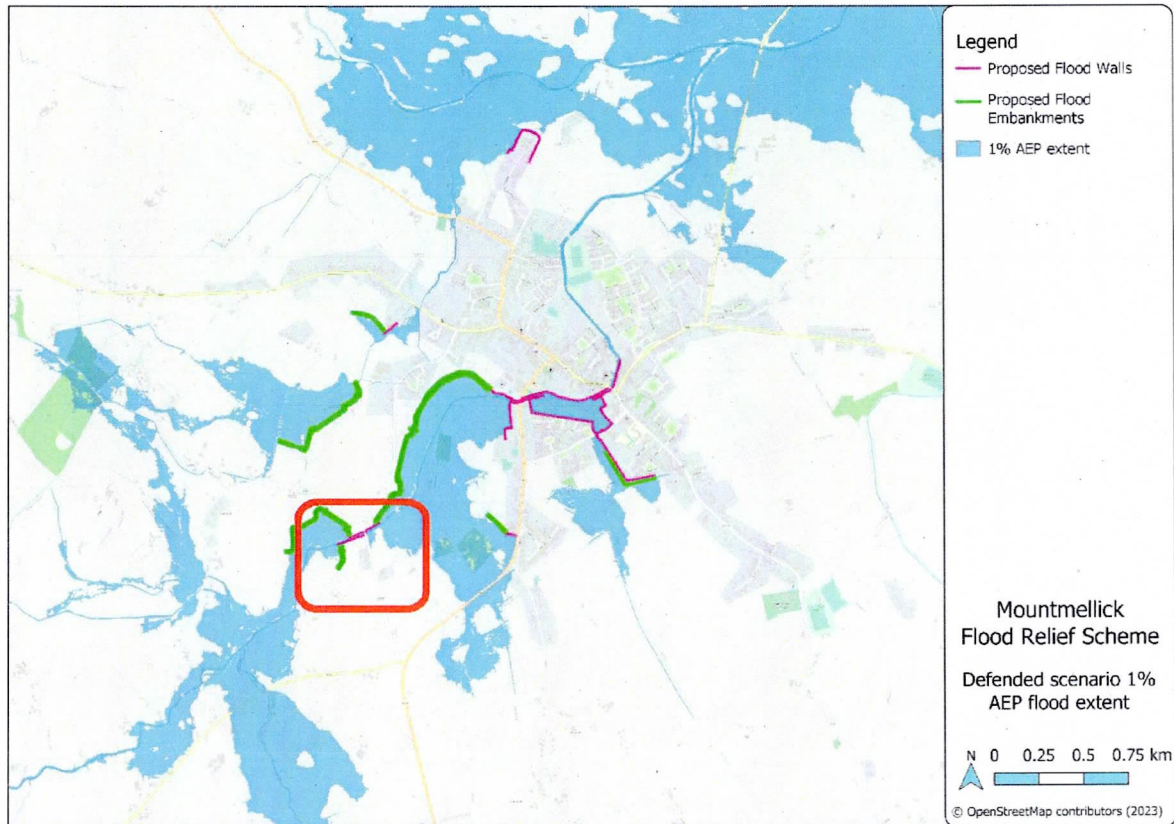 Legend
Proposed Flood Walls
Proposed Flood
Embankments
1% AEP extent
Mountmellick
Flood Relief Scheme
Defended scenario 1%
AEP flood extent
N 0 0.25 0.5 0.75 km
© OpenStreetMap contributors (2023)